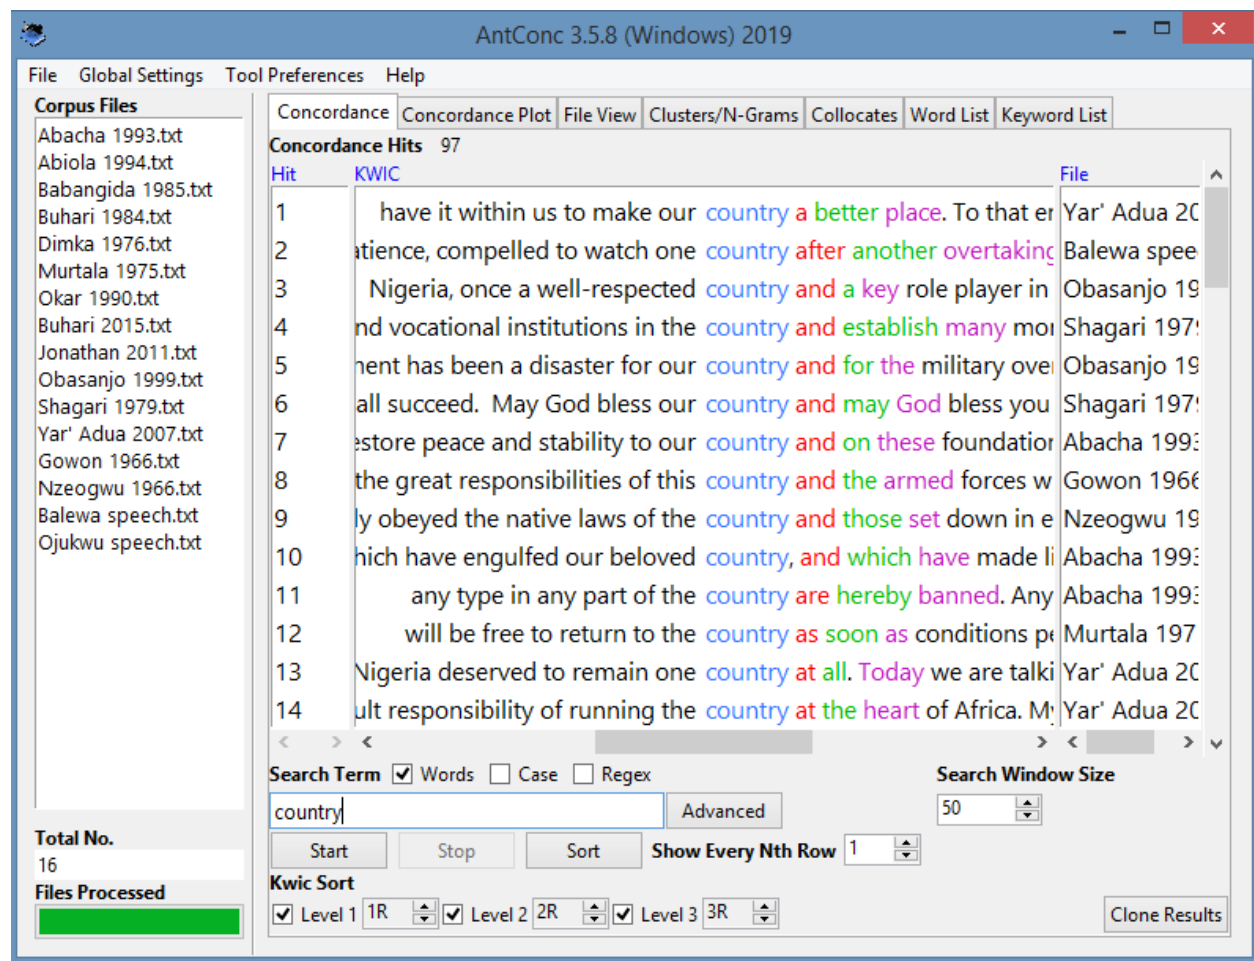 AntConc 3.5.8 (Windows) 2019
File Global Settings Tool Preferences Help
Corpus Files
Abacha 1993.txt
Abiola 1994.txt
Babangida 1985.txt
Buhari 1984.txt
Dimka 1976.txt
Murtala 1975.txt
Okar 1990.txt
Buhari 2015.txt
Jonathan 2011.txt
Obasanjo 1999.txt
Shagari 1979.txt
Yar' Adua 2007.txt
Gowon 1966.txt
Nzeogwu 1966.txt
Balewa speech.txt
Ojukwu speech.txt
Total No.
16
Files Processed
Concordance Concordance Plot File View Clusters/N-Grams Collocates Word List Keyword List
Concordance Hits 97
Hit KWIC File
1 have it within us to make our country a better place. To that Yar' Adua 20
2 compelled to watch one country after another overtaking Balewa spee
3 Nigeria, once a well-respected country and a key role player in Obasanjo 19
4 vocational institutions in the country and establish many Shagari 197
5 has been a disaster for our country and for the military Obasanjo 19
6 all succeed. May God bless our country and may God bless you Shagari 197
7 peace and stability to our country and on these Abacha 199
8 the great responsibilities of this country and the armed forces w Gowon 1966
9 ly obeyed the native laws of the country and those set down in e Nzeogwu 19
10 have engulfed our beloved country, and which have made Abacha 199
11 any type in any part of the country are hereby banned. Any Abacha 199
12 will be free to return to the country as soon as conditions Murtala 197
13 Nigeria deserved to remain one country at all. Today we are Yar' Adua 20
14 ult responsibility of running the country at the heart of Africa. Yar' Adua 20
Search Term Words Case Regex Search Window Size
country Advanced 50
Start Stop Sort Show Every Nth Row 1
Kwic Sort
Level 1 1R Level 2 2R Level 3 3R Clone Results